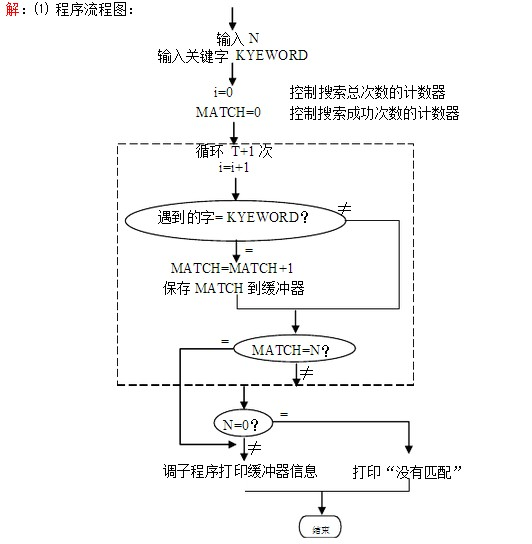 解：⑴ 程序流程图：
输入 N
输入关键字 KYEWORD
i=0 控制搜索总次数的计数器
MATCH=0 控制搜索成功次数的计数器
循环 T+1 次
i=i+1
遇到的字= KYEWORD？
≠
=
MATCH=MATCH+1
保存 MATCH 到缓冲器
=
MATCH=N？
≠
N=0？
=
≠
调子程序打印缓冲器信息 打印“没有匹配”
结束